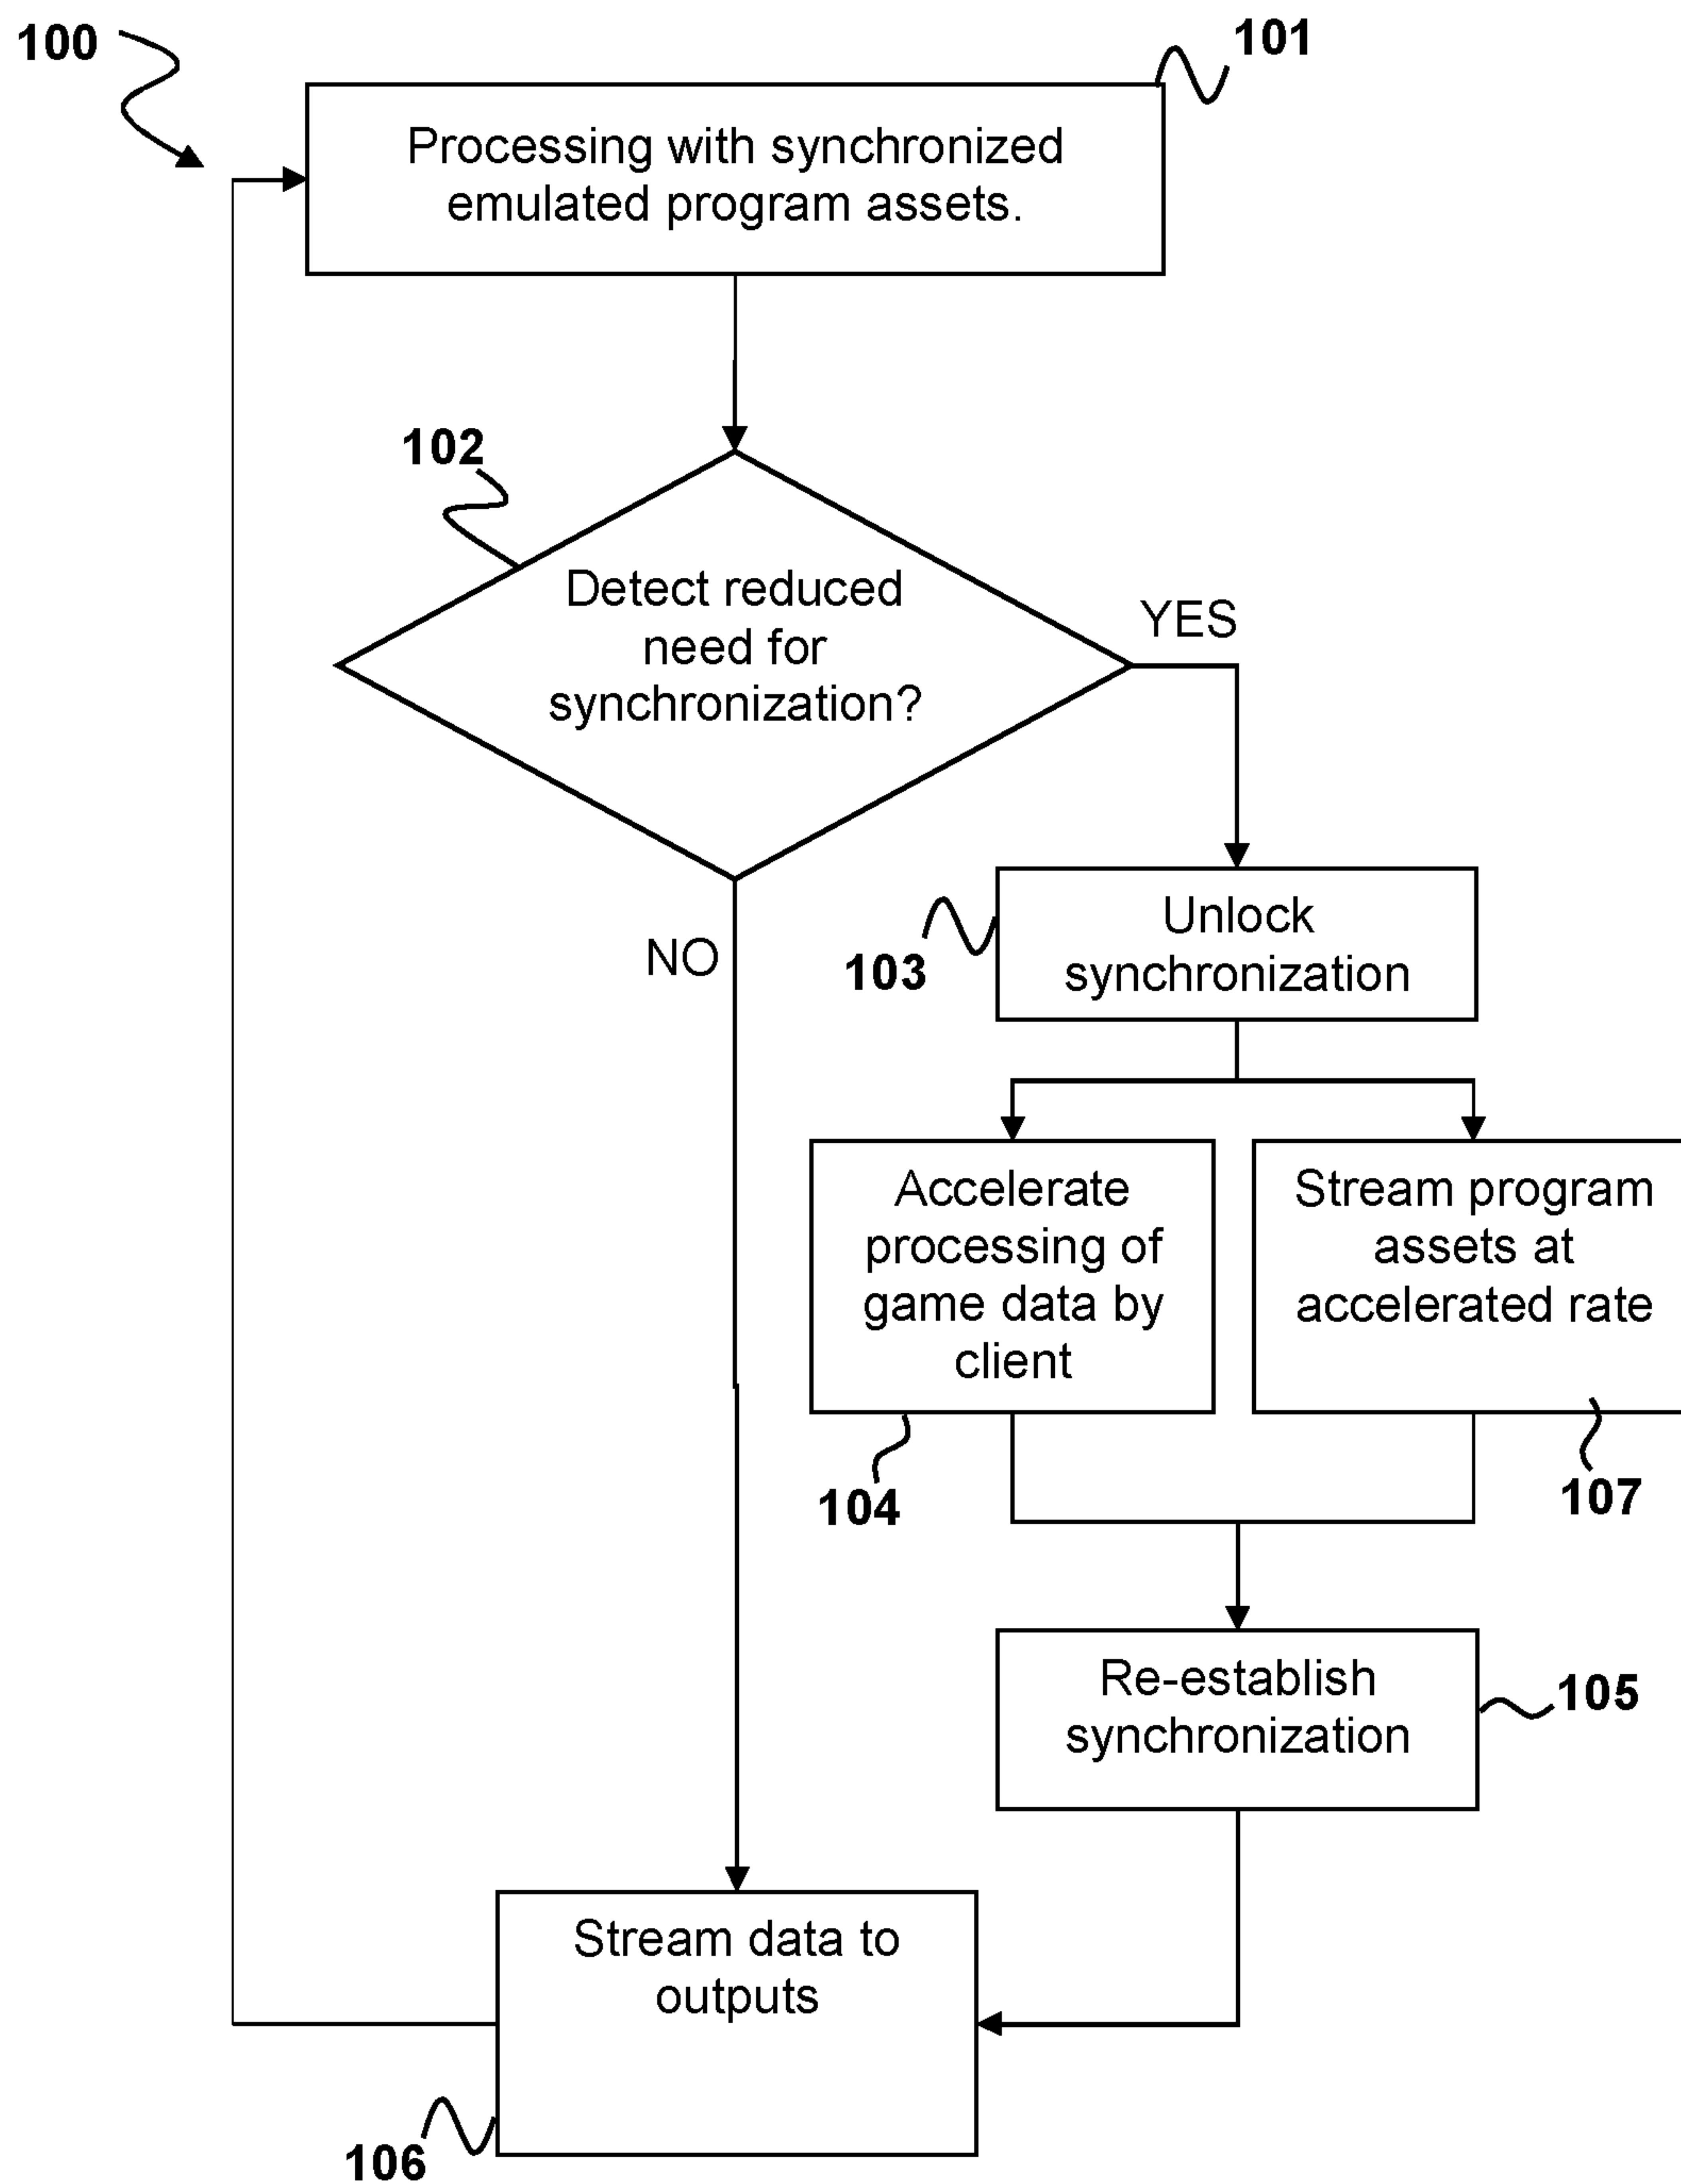 100
101
Processing with synchronized
emulated program assets.
102
Detect reduced
need for
synchronization?
YES
NO
Unlock
synchronization
103
Accelerate
processing of
game data by
client
Stream program
assets at
accelerated rate
104
107
Re-establish
synchronization
105
Stream data to
outputs
106